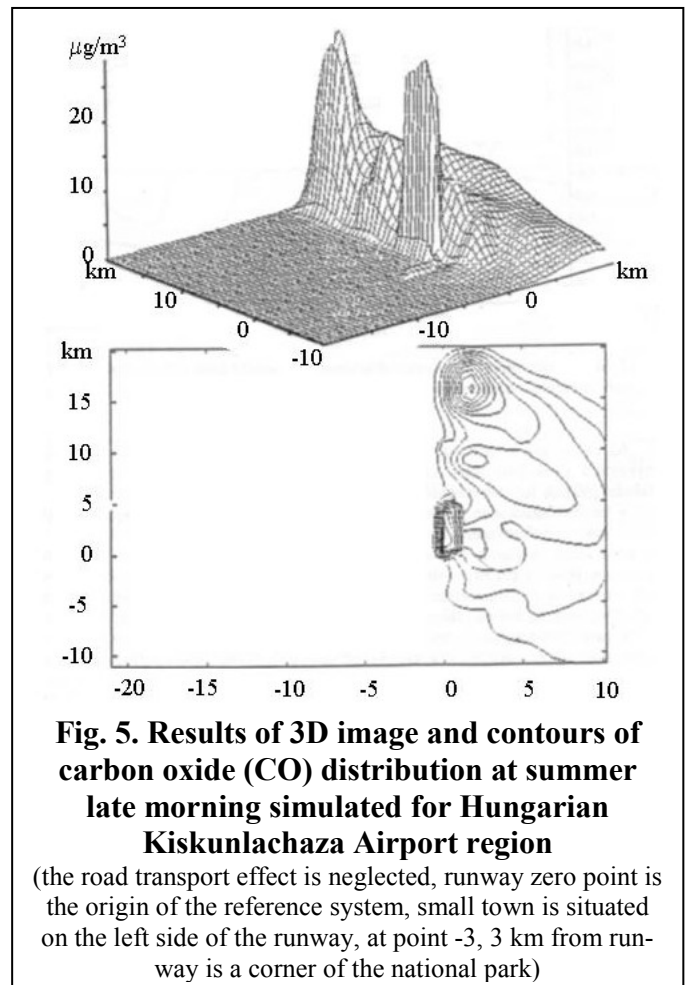 μg/m³
20
10
0
km
10
0
-10
-10
0
km
km
15
10
5
0
-5
-10
-20
-15
-10
-5
0
5
10
Fig. 5. Results of 3D image and contours of
carbon oxide (CO) distribution at summer
late morning simulated for Hungarian
Kiskunlachaza Airport region
(the road transport effect is neglected, runway zero point is
the origin of the reference system, small town is situated
on the left side of the runway, at point -3, 3 km from run-
way is a corner of the national park)